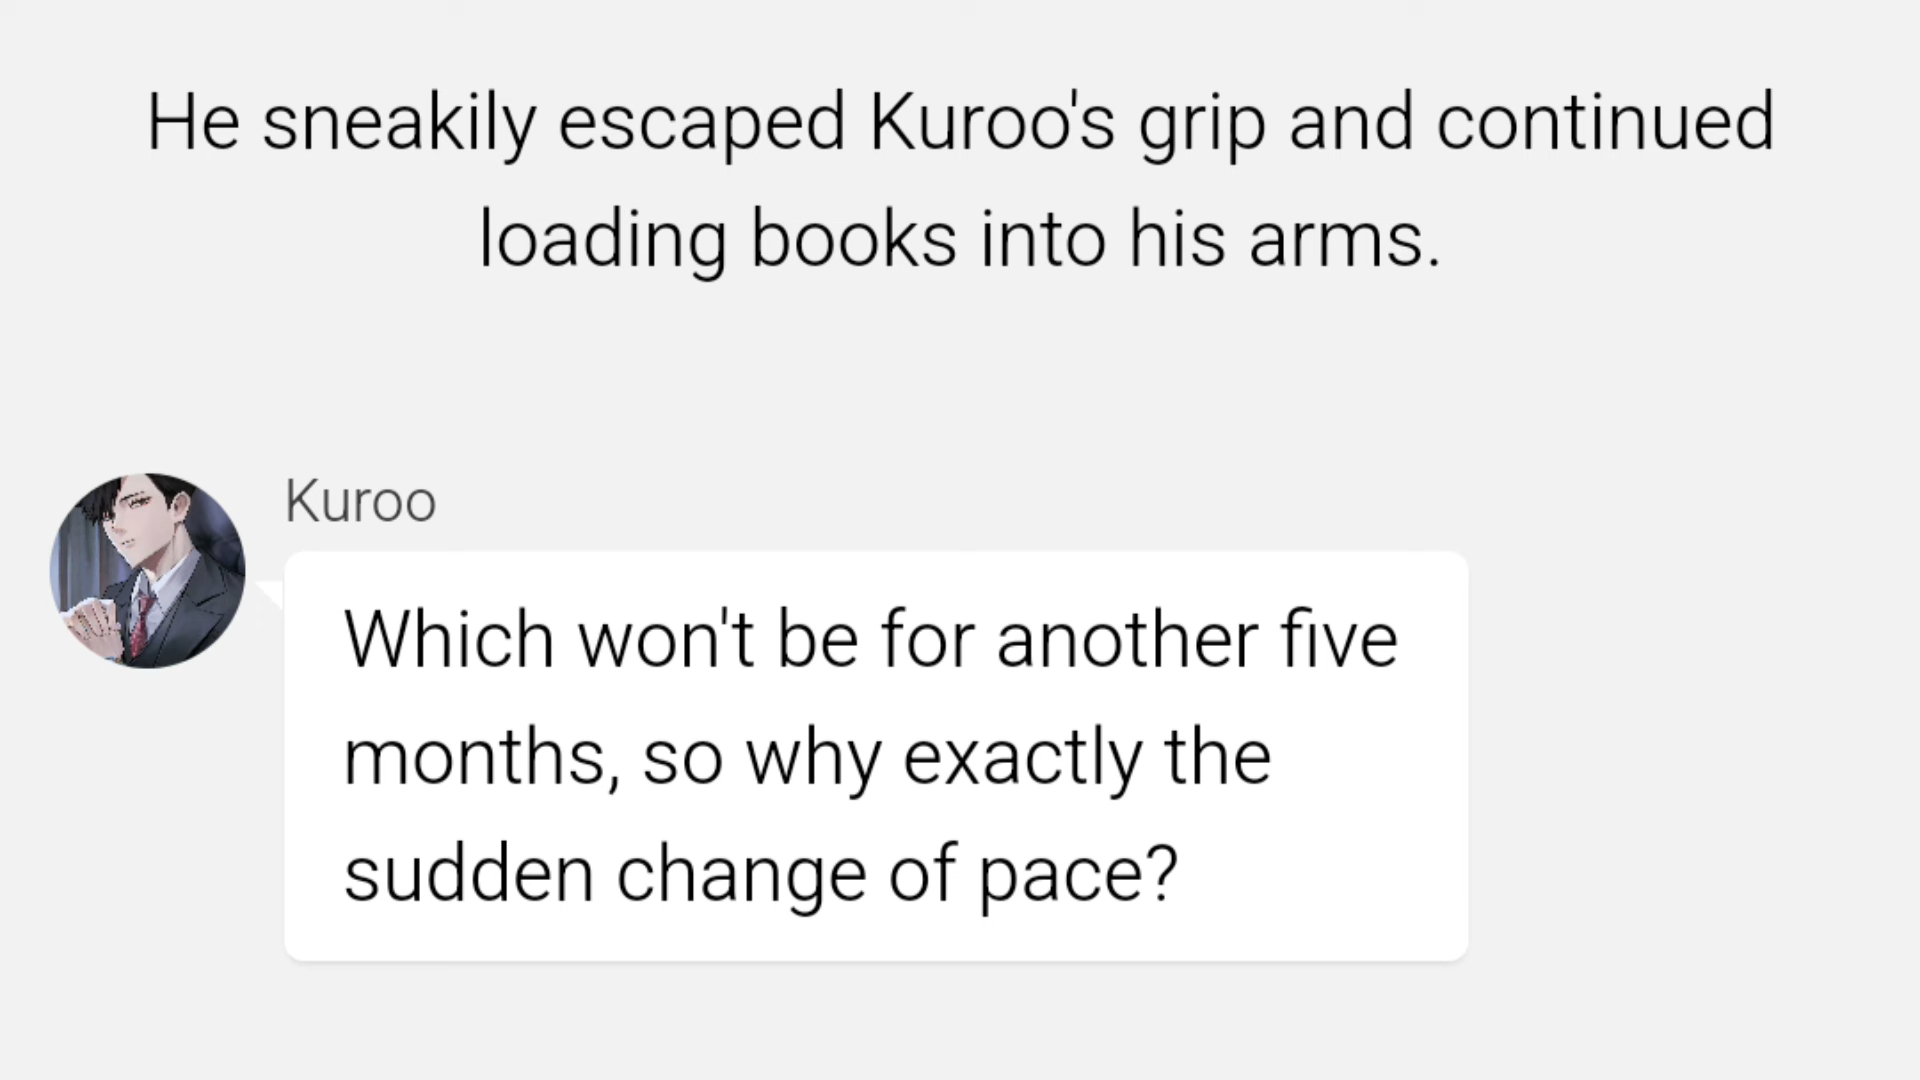 He sneakily escaped Kuroo's grip and continued
loading books into his arms.
Kuroo
Which won't be for another five
months, so why exactly the
sudden change of pace?